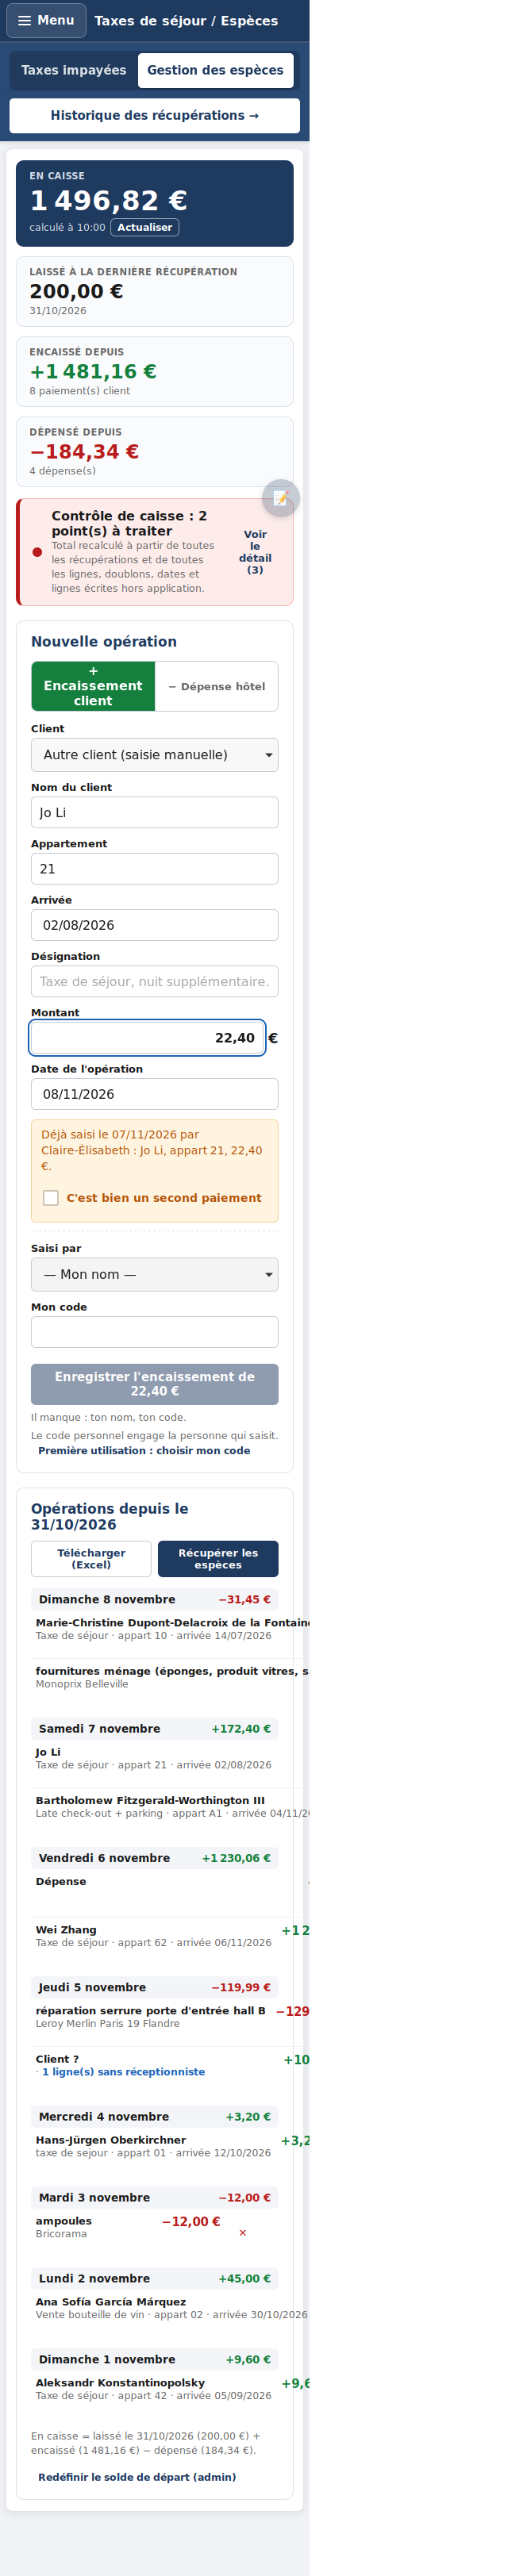 Menu Taxes de séjour / Espèces
Taxes impayées Gestion des espèces
Historique des récupérations →
EN CAISSE
1 496,82 €
calculé à 10:00 Actualiser
LAISSÉ À LA DERNIÈRE RÉCUPÉRATION
200,00 €
31/10/2026
ENCAISSÉ DEPUIS
+1 481,16 €
8 paiement(s) client
DÉPENSÉ DEPUIS
−184,34 €
4 dépense(s)
Contrôle de caisse : 2
point(s) à traiter
Total recalculé à partir de toutes
les récupérations et de toutes
les lignes, doublons, dates et
lignes écrites hors application.
Voir
le
détail
(3)
Nouvelle opération
+
Encaissement
client
− Dépense hôtel
Client
Autre client (saisie manuelle)
Nom du client
Jo Li
Appartement
21
Arrivée
02/08/2026
Désignation
Taxe de séjour, nuit supplémentaire.
Montant
22,40 €
Date de l'opération
08/11/2026
Déjà saisi le 07/11/2026 par
Claire-Élisabeth : Jo Li, appart 21, 22,40
€.
C'est bien un second paiement
Saisi par
— Mon nom —
Mon code
Enregistrer l'encaissement de
22,40 €
Il manque : ton nom, ton code.
Le code personnel engage la personne qui saisit.
Première utilisation : choisir mon code
Opérations depuis le
31/10/2026
Télécharger
(Excel)
Récupérer les
espèces
Dimanche 8 novembre −31,45 €
Marie-Christine Dupont-Delacroix de la Fontaine
Taxe de séjour · appart 10 · arrivée 14/07/2026
fournitures ménage (éponges, produit vitres, s
Monoprix Belleville
Samedi 7 novembre +172,40 €
Jo Li
Taxe de séjour · appart 21 · arrivée 02/08/2026
Bartholomew Fitzgerald-Worthington III
Late check-out + parking · appart A1 · arrivée 04/11/20
Vendredi 6 novembre +1 230,06 €
Dépense
Wei Zhang +1 2
Taxe de séjour · appart 62 · arrivée 06/11/2026
Jeudi 5 novembre −119,99 €
réparation serrure porte d'entrée hall B −129
Leroy Merlin Paris 19 Flandre
Client ? +10
· 1 ligne(s) sans réceptionniste
Mercredi 4 novembre +3,20 €
Hans-Jürgen Oberkirchner +3,2
taxe de sejour · appart 01 · arrivée 12/10/2026
Mardi 3 novembre −12,00 €
ampoules −12,00 €
Bricorama ×
Lundi 2 novembre +45,00 €
Ana Sofía García Márquez
Vente bouteille de vin · appart 02 · arrivée 30/10/2026
Dimanche 1 novembre +9,60 €
Aleksandr Konstantinopolsky +9,6
Taxe de séjour · appart 42 · arrivée 05/09/2026
En caisse = laissé le 31/10/2026 (200,00 €) +
encaissé (1 481,16 €) − dépensé (184,34 €).
Redéfinir le solde de départ (admin)